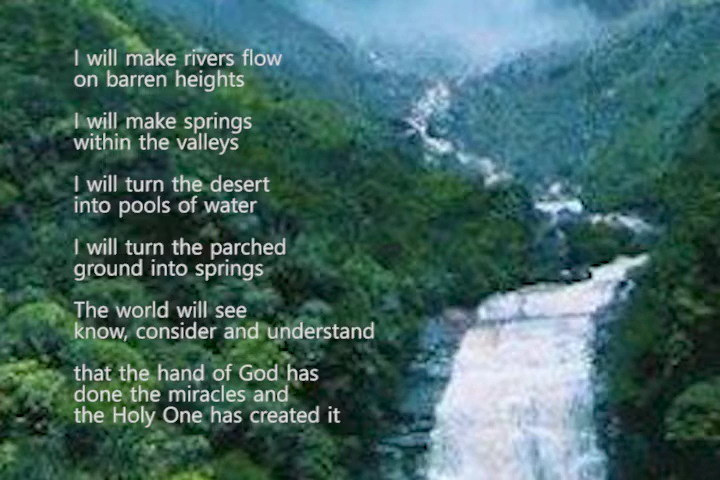 I will make rivers flow
on barren heights
I will make springs
within the valleys
I will turn the desert
into pools of water
I will turn the parched
ground into springs
The world will see
know, consider and understand
that the hand of God has
done the miracles and
the Holy One has created it